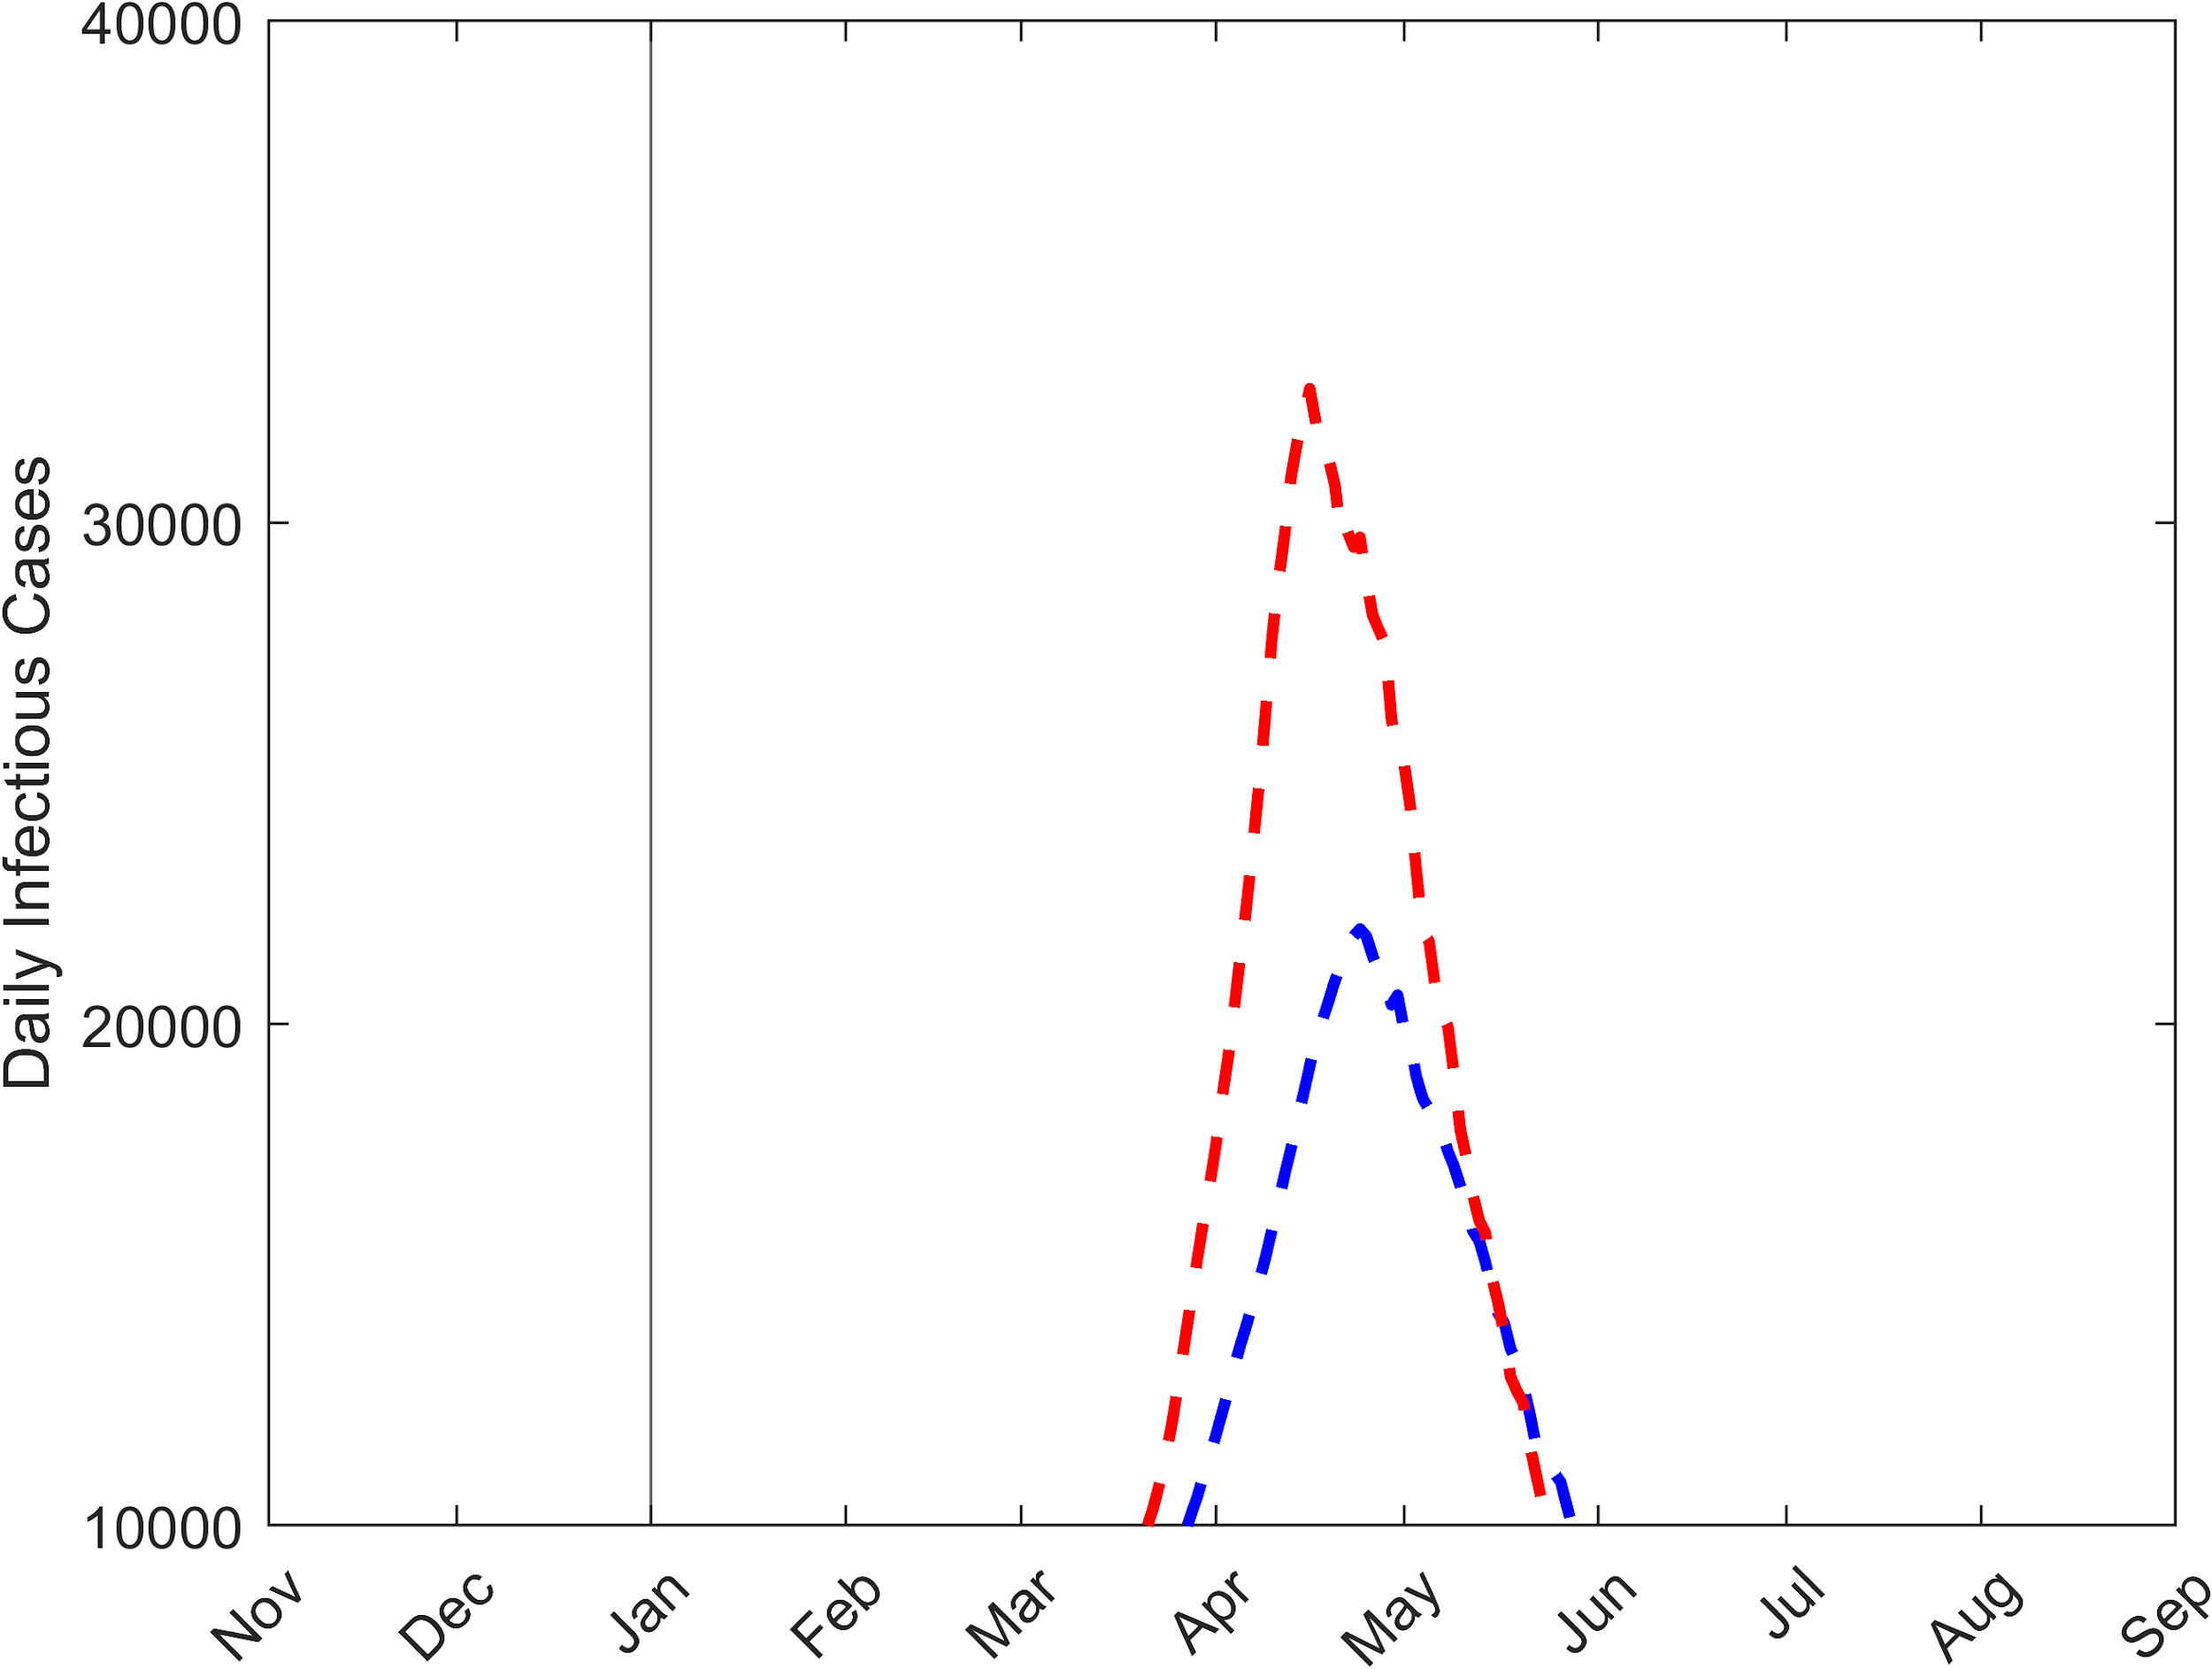 40000
30000
20000
10000
Daily Infectious Cases
Nov
Dec
Jan
Feb
Mar
Apr
May
Jun
Jul
Aug
Sep